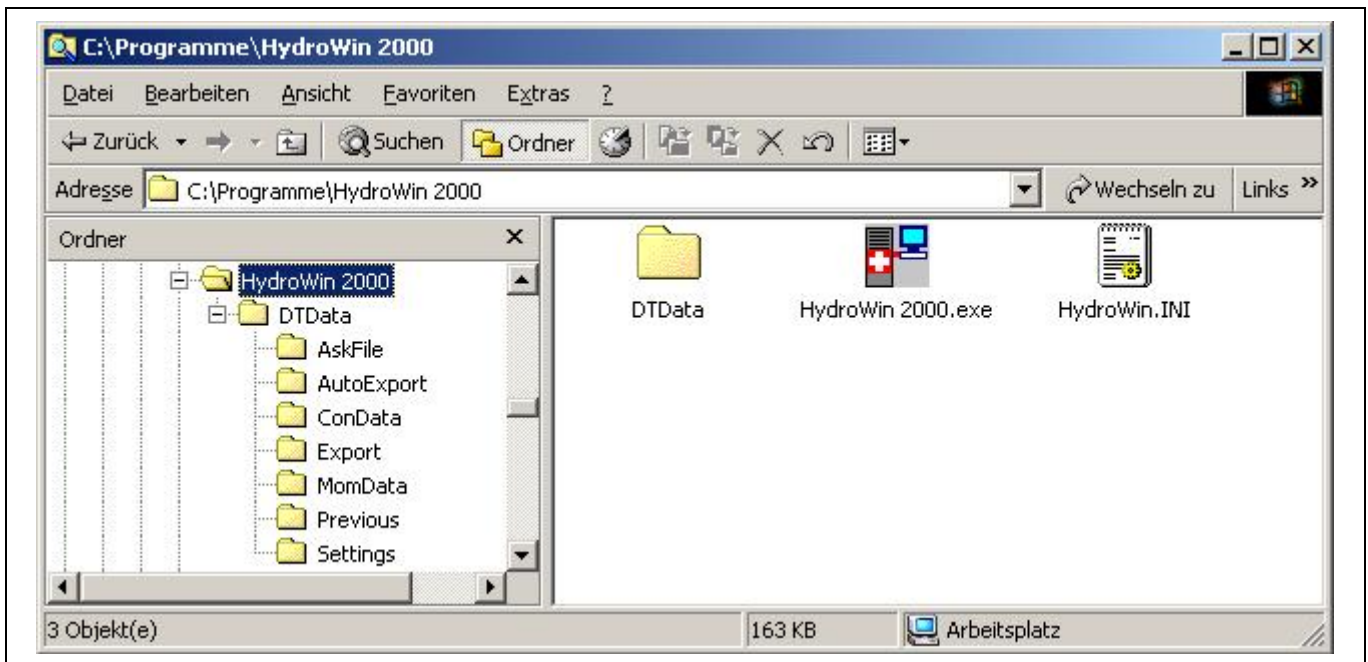 C:\Programme\HydroWin 2000
Datei Bearbeiten Ansicht Favoriten Extras ?
Zurück Suchen Ordner
Adresse C:\Programme\HydroWin 2000 Wechseln zu Links »
Ordner
HydroWin 2000
DTData
AskFile
AutoExport
ConData
Export
MomData
Previous
Settings
DTData HydroWin 2000.exe HydroWin.INI
3 Objekt(e) 163 KB Arbeitsplatz